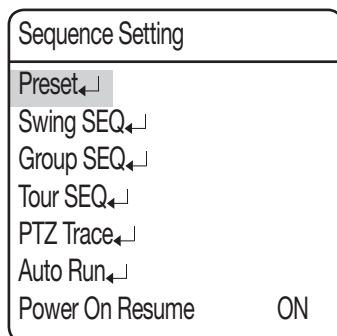 Sequence Setting
Preset↵
Swing SEQ↵
Group SEQ↵
Tour SEQ↵
PTZ Trace↵
Auto Run↵
Power On Resume ON